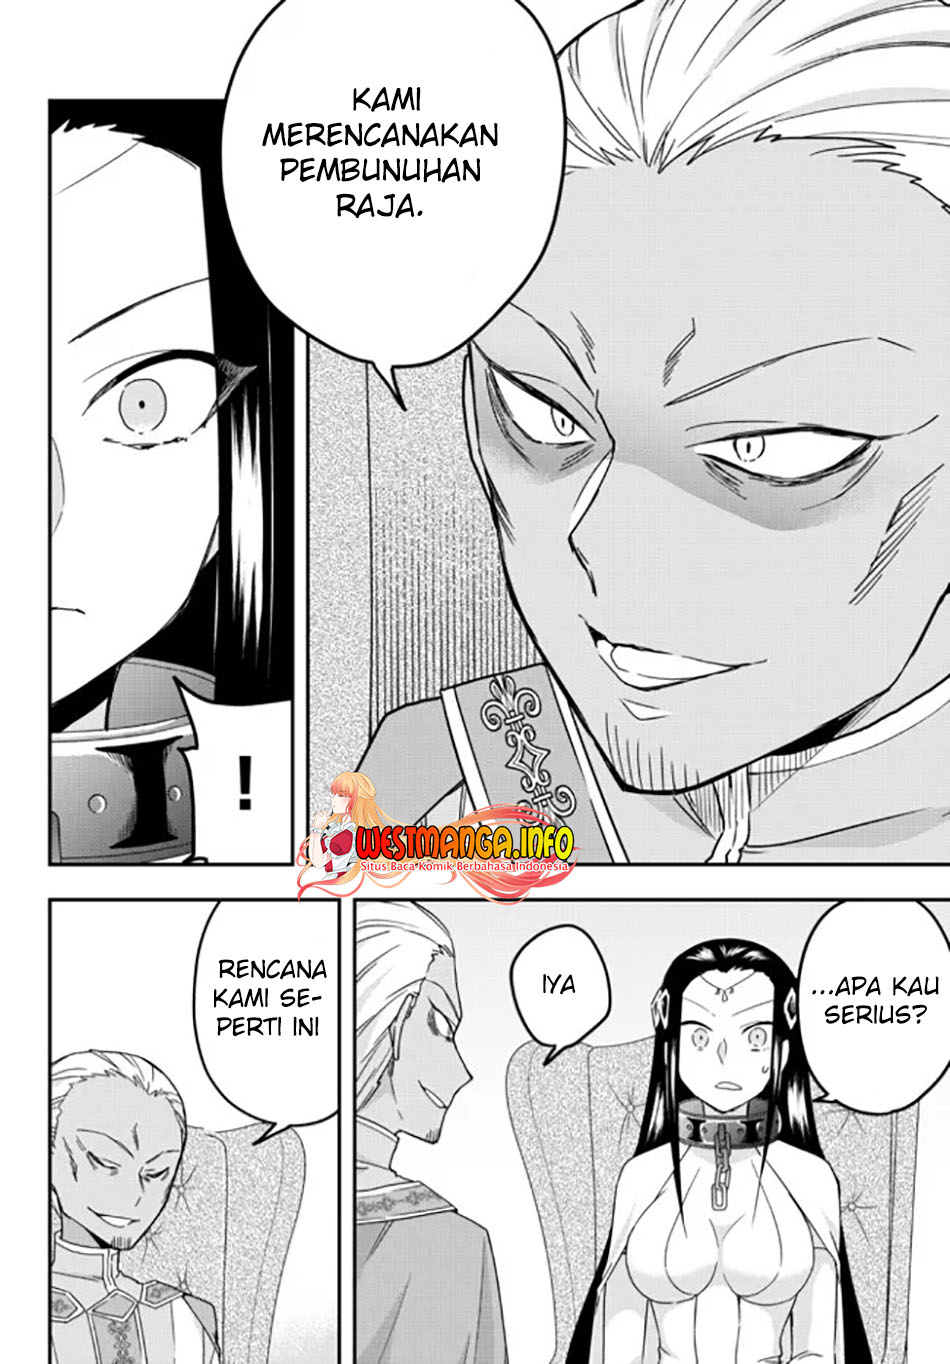 KAMI
MERENCANAKAN
PEMBUNUHAN
RAJA.
!
WESTMANGA.INFO
Situs Baca Komik Berbahasa Indonesia
...APA KAU
SERIUS?
IYA
RENCANA
KAMI SE-
PERTI INI